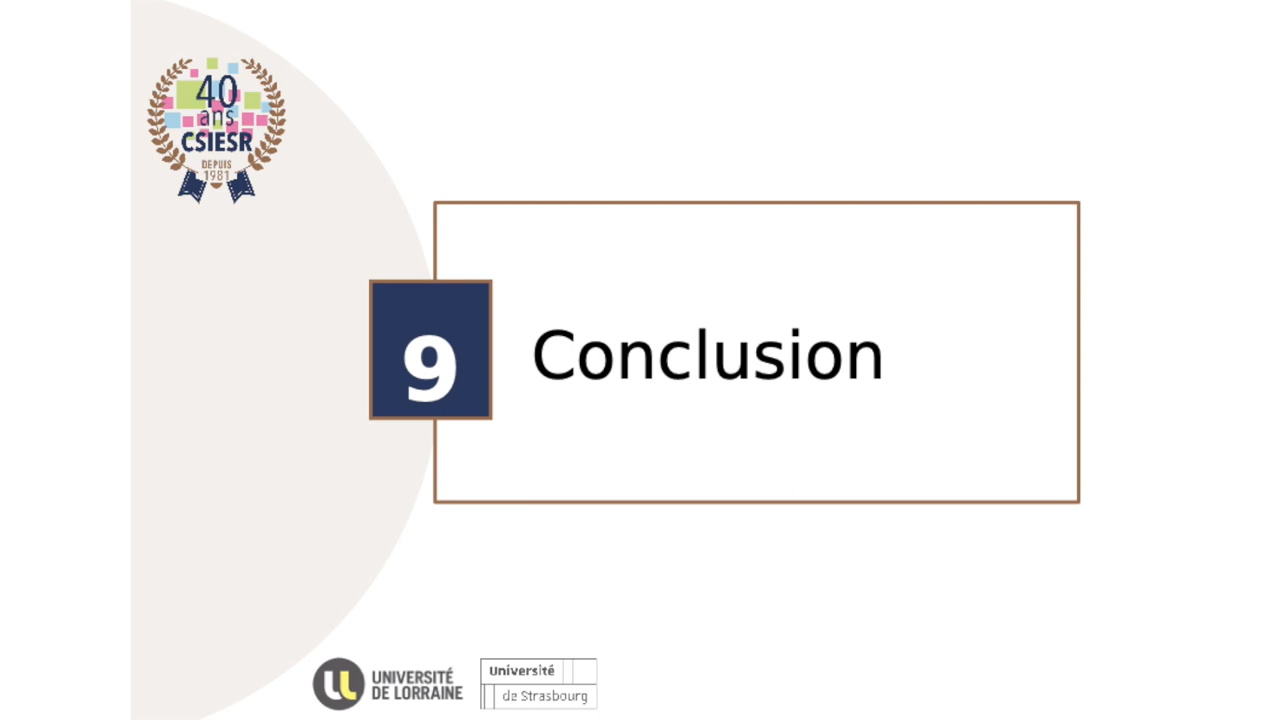 40
ans
CSIESR
DEPUIS
1981
9
Conclusion
UNIVERSITÉ
DE LORRAINE
Université
de Strasbourg